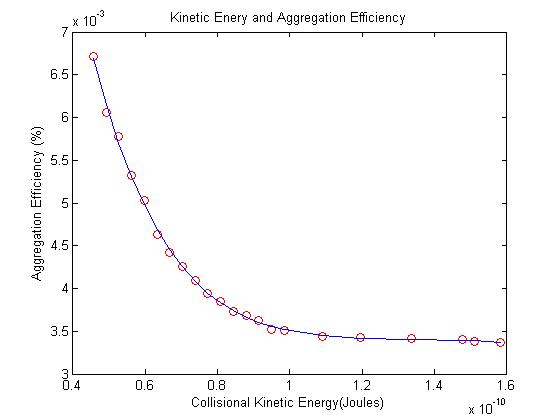 x 10⁻³
Kinetic Enery and Aggregation Efficiency
7
6.5
6
5.5
5
4.5
4
3.5
3
Aggregation Efficiency (%)
0.4 0.6 0.8 1 1.2 1.4 1.6
Collisional Kinetic Energy(Joules)
x 10⁻¹⁰